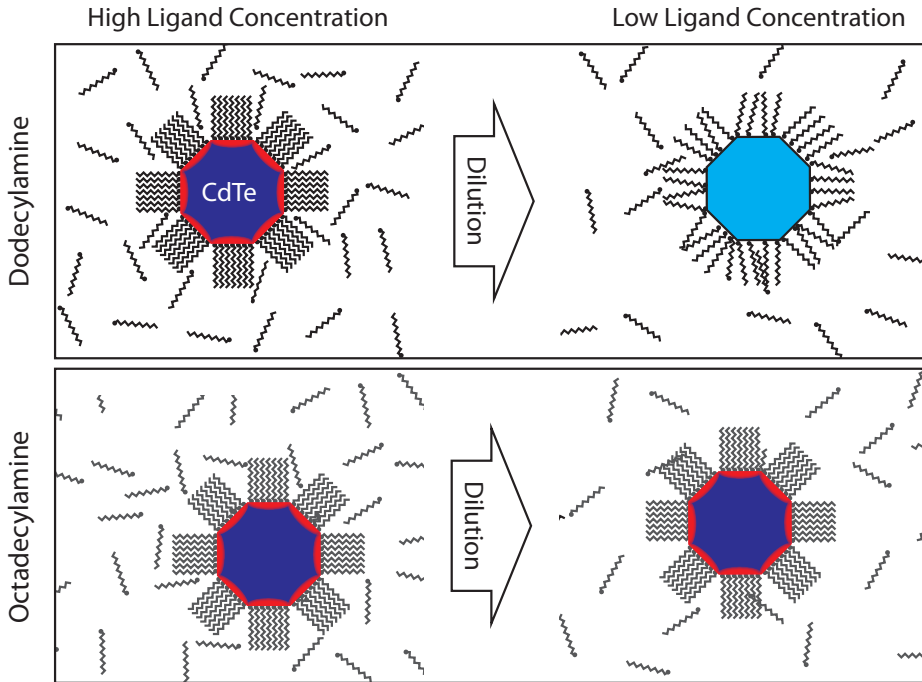 High Ligand Concentration
Low Ligand Concentration
Dodecylamine
CdTe
Dilution
Octadecylamine
Dilution